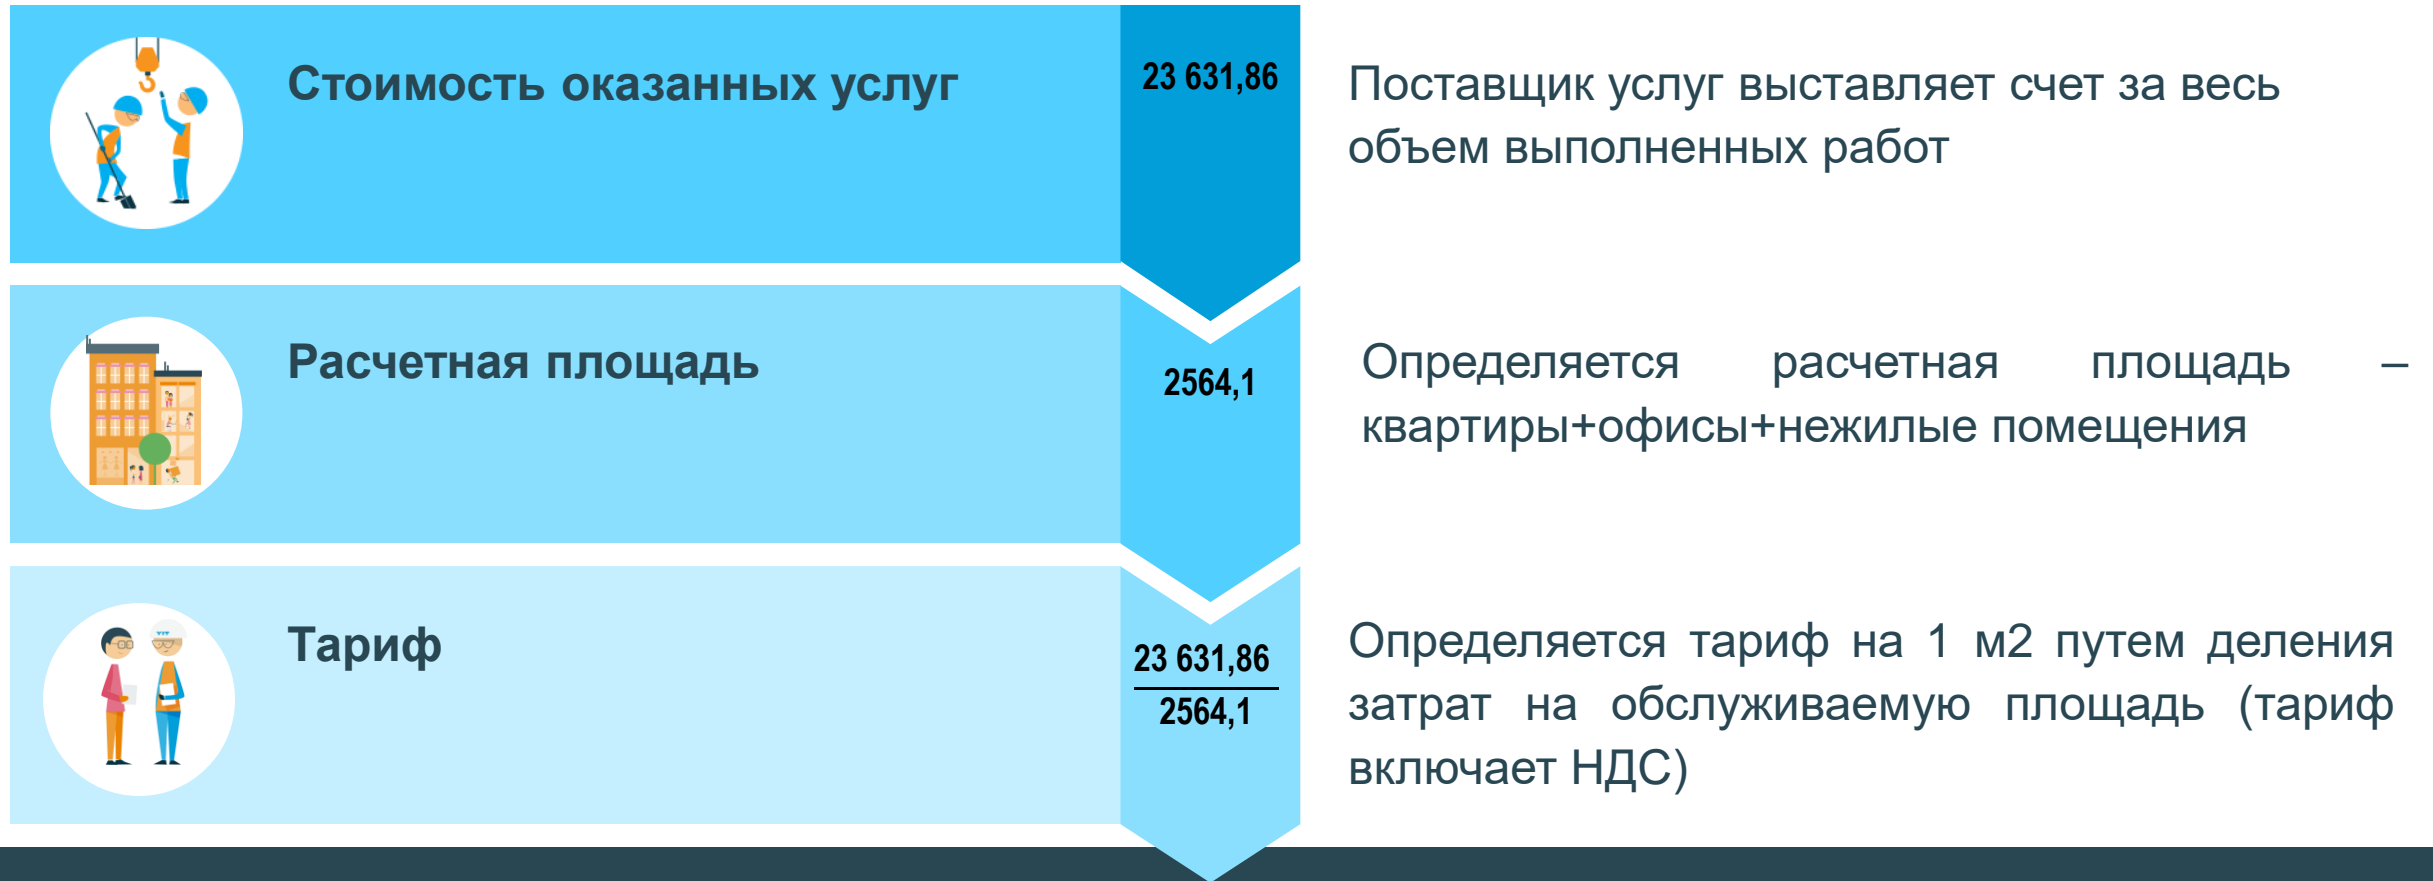 Стоимость оказанных услуг
23 631,86
Поставщик услуг выставляет счет за весь
объем выполненных работ
Расчетная площадь
2564,1
Определяется расчетная площадь –
квартиры+офисы+нежилые помещения
Тариф
23 631,86
2564,1
Определяется тариф на 1 м2 путем деления
затрат на обслуживаемую площадь (тариф
включает НДС)